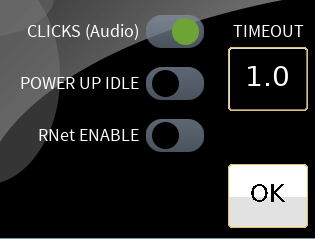 CLICKS (Audio)
TIMEOUT
POWER UP IDLE
1.0
RNet ENABLE
OK